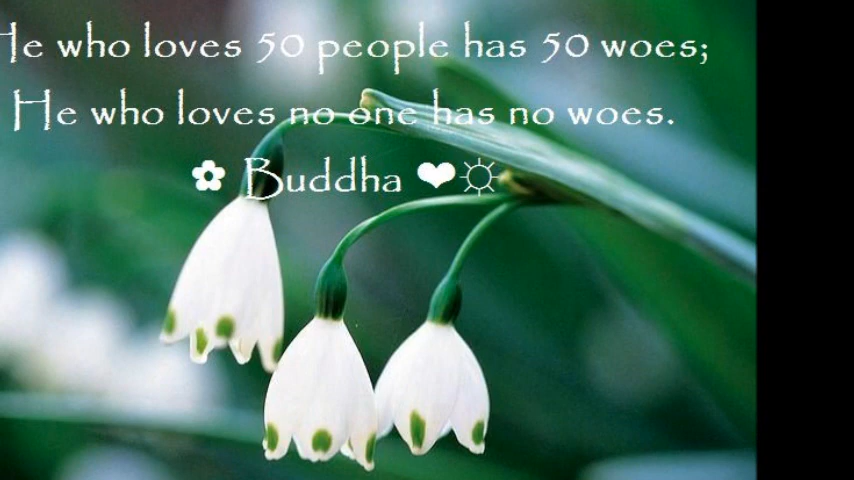 He who loves 50 people has 50 woes;
He who loves no one has no woes.
✿ Buddha ❤☼